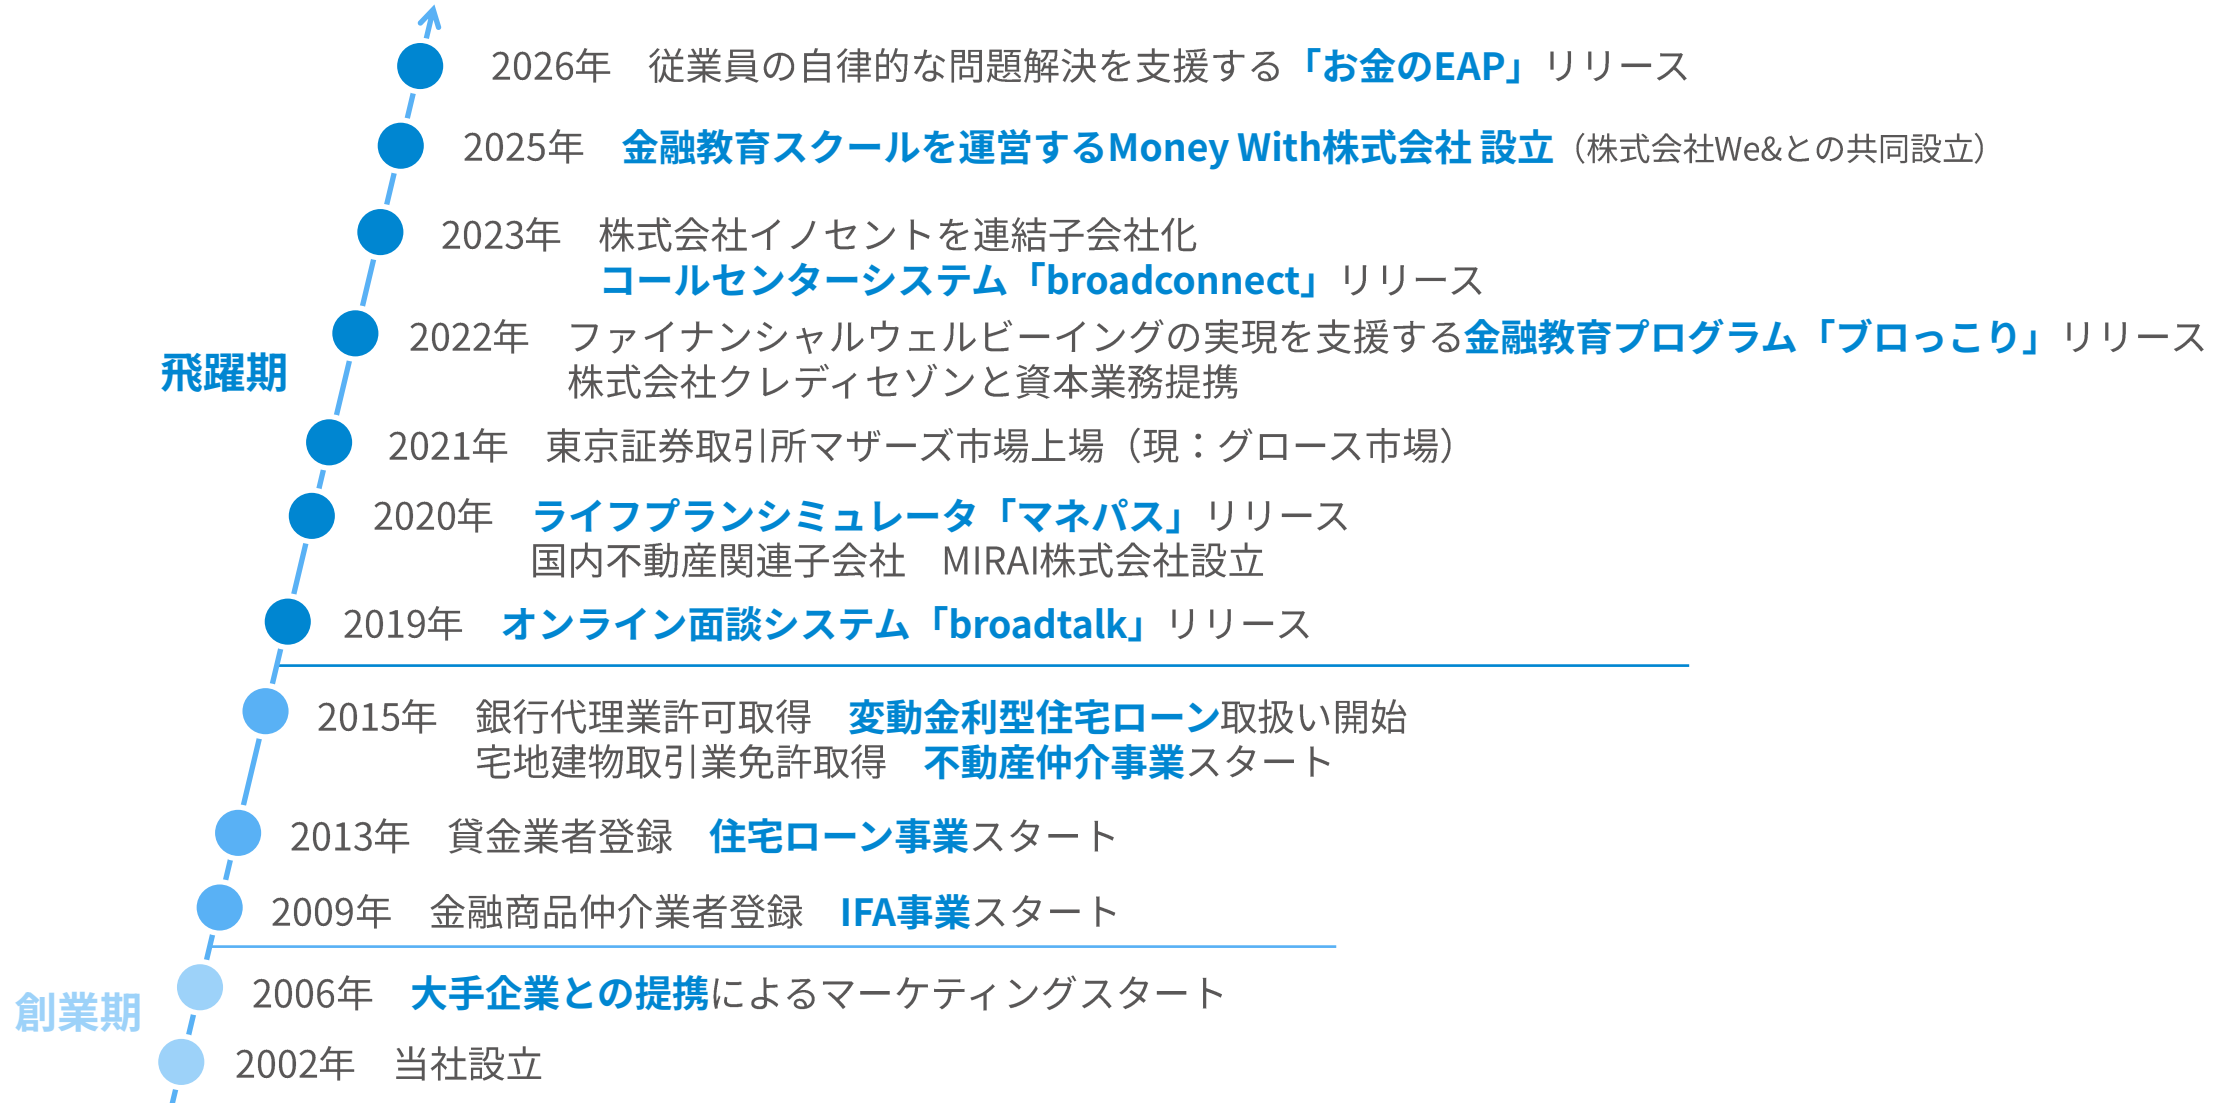 2026年　従業員の自律的な問題解決を支援する「お金のEAP」リリース
2025年　金融教育スクールを運営するMoney With株式会社 設立（株式会社We&との共同設立）
2023年　株式会社イノセントを連結子会社化
コールセンターシステム「broadconnect」リリース
2022年　ファイナンシャルウェルビーイングの実現を支援する金融教育プログラム「ブロっこり」リリース
飛躍期
株式会社クレディセゾンと資本業務提携
2021年　東京証券取引所マザーズ市場上場（現：グロース市場）
2020年　ライフプランシミュレータ「マネパス」リリース
国内不動産関連子会社　MIRAI株式会社設立
2019年　オンライン面談システム「broadtalk」リリース
2015年　銀行代理業許可取得　変動金利型住宅ローン取扱い開始
宅地建物取引業免許取得　不動産仲介事業スタート
2013年　貸金業者登録　住宅ローン事業スタート
2009年　金融商品仲介業者登録　IFA事業スタート
2006年　大手企業との提携によるマーケティングスタート
創業期
2002年　当社設立